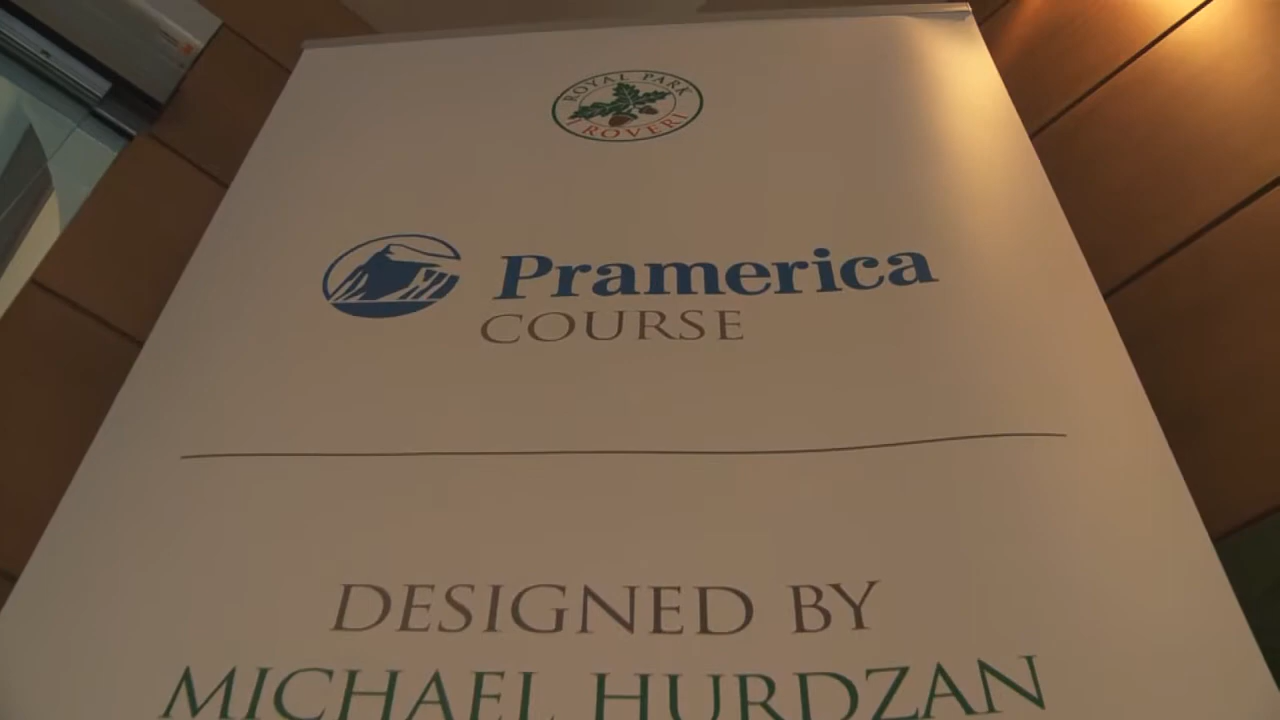 ROYAL PARK
I ROVERI
Pramerica
COURSE
DESIGNED BY
MICHAEL HURDZAN